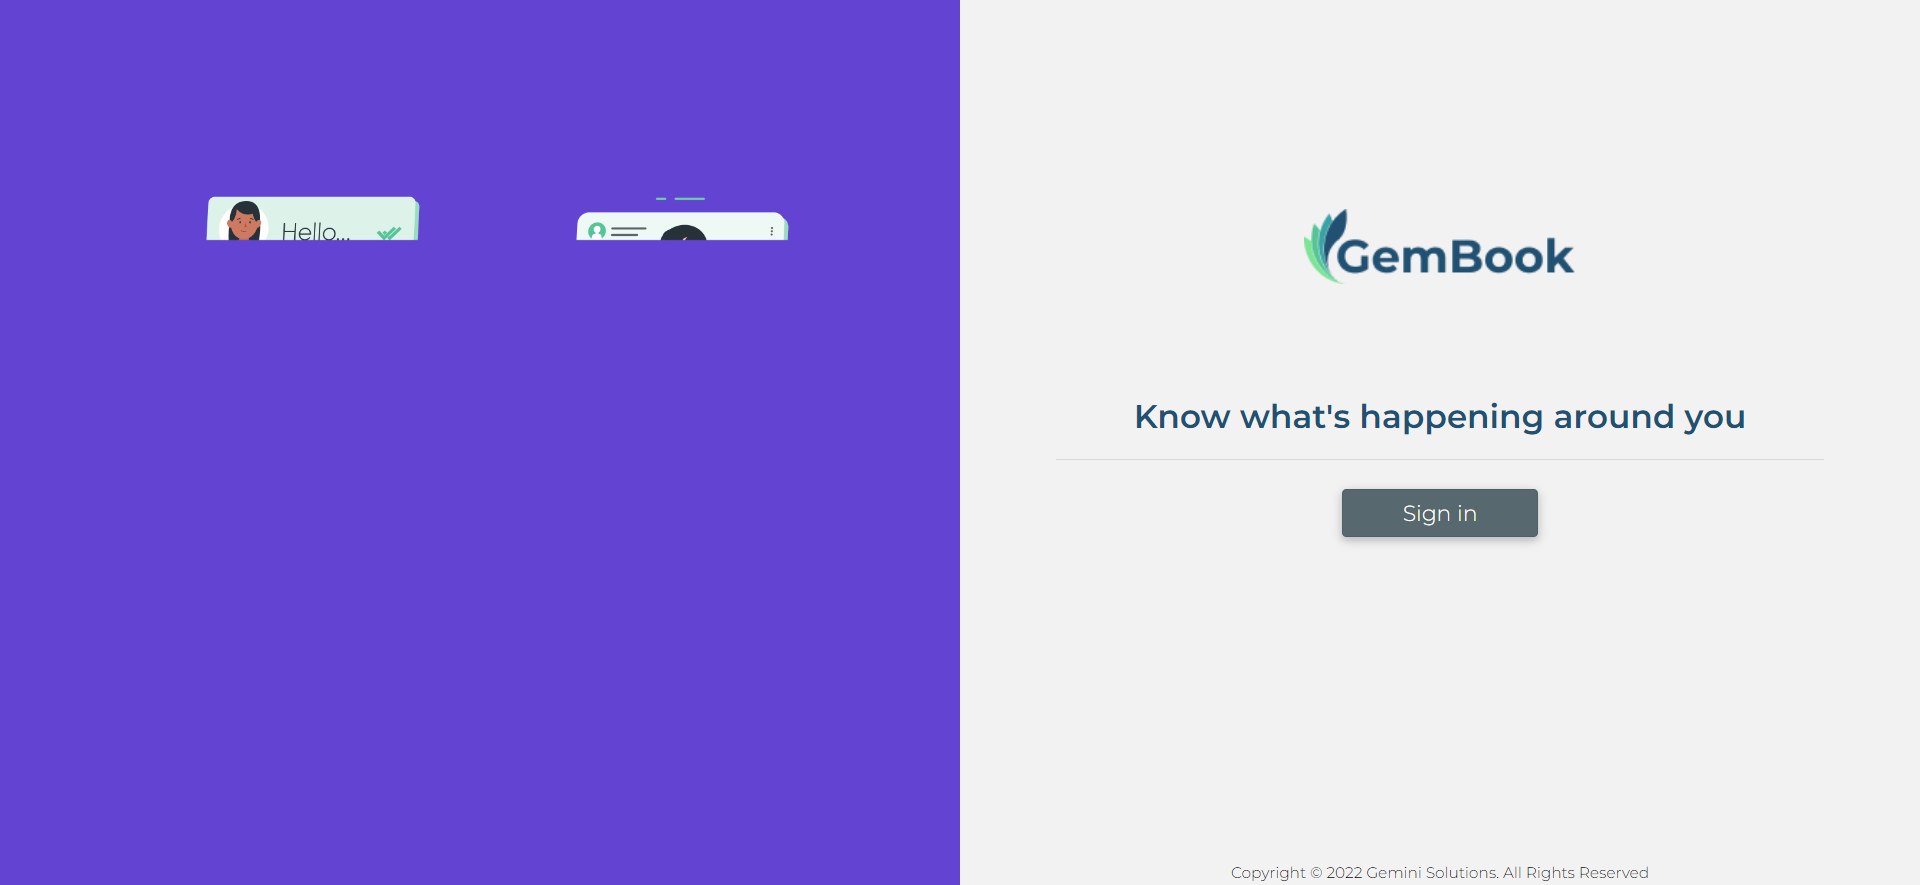 Hello...
GemBook
Know what's happening around you
Sign in
Copyright © 2022 Gemini Solutions. All Rights Reserved